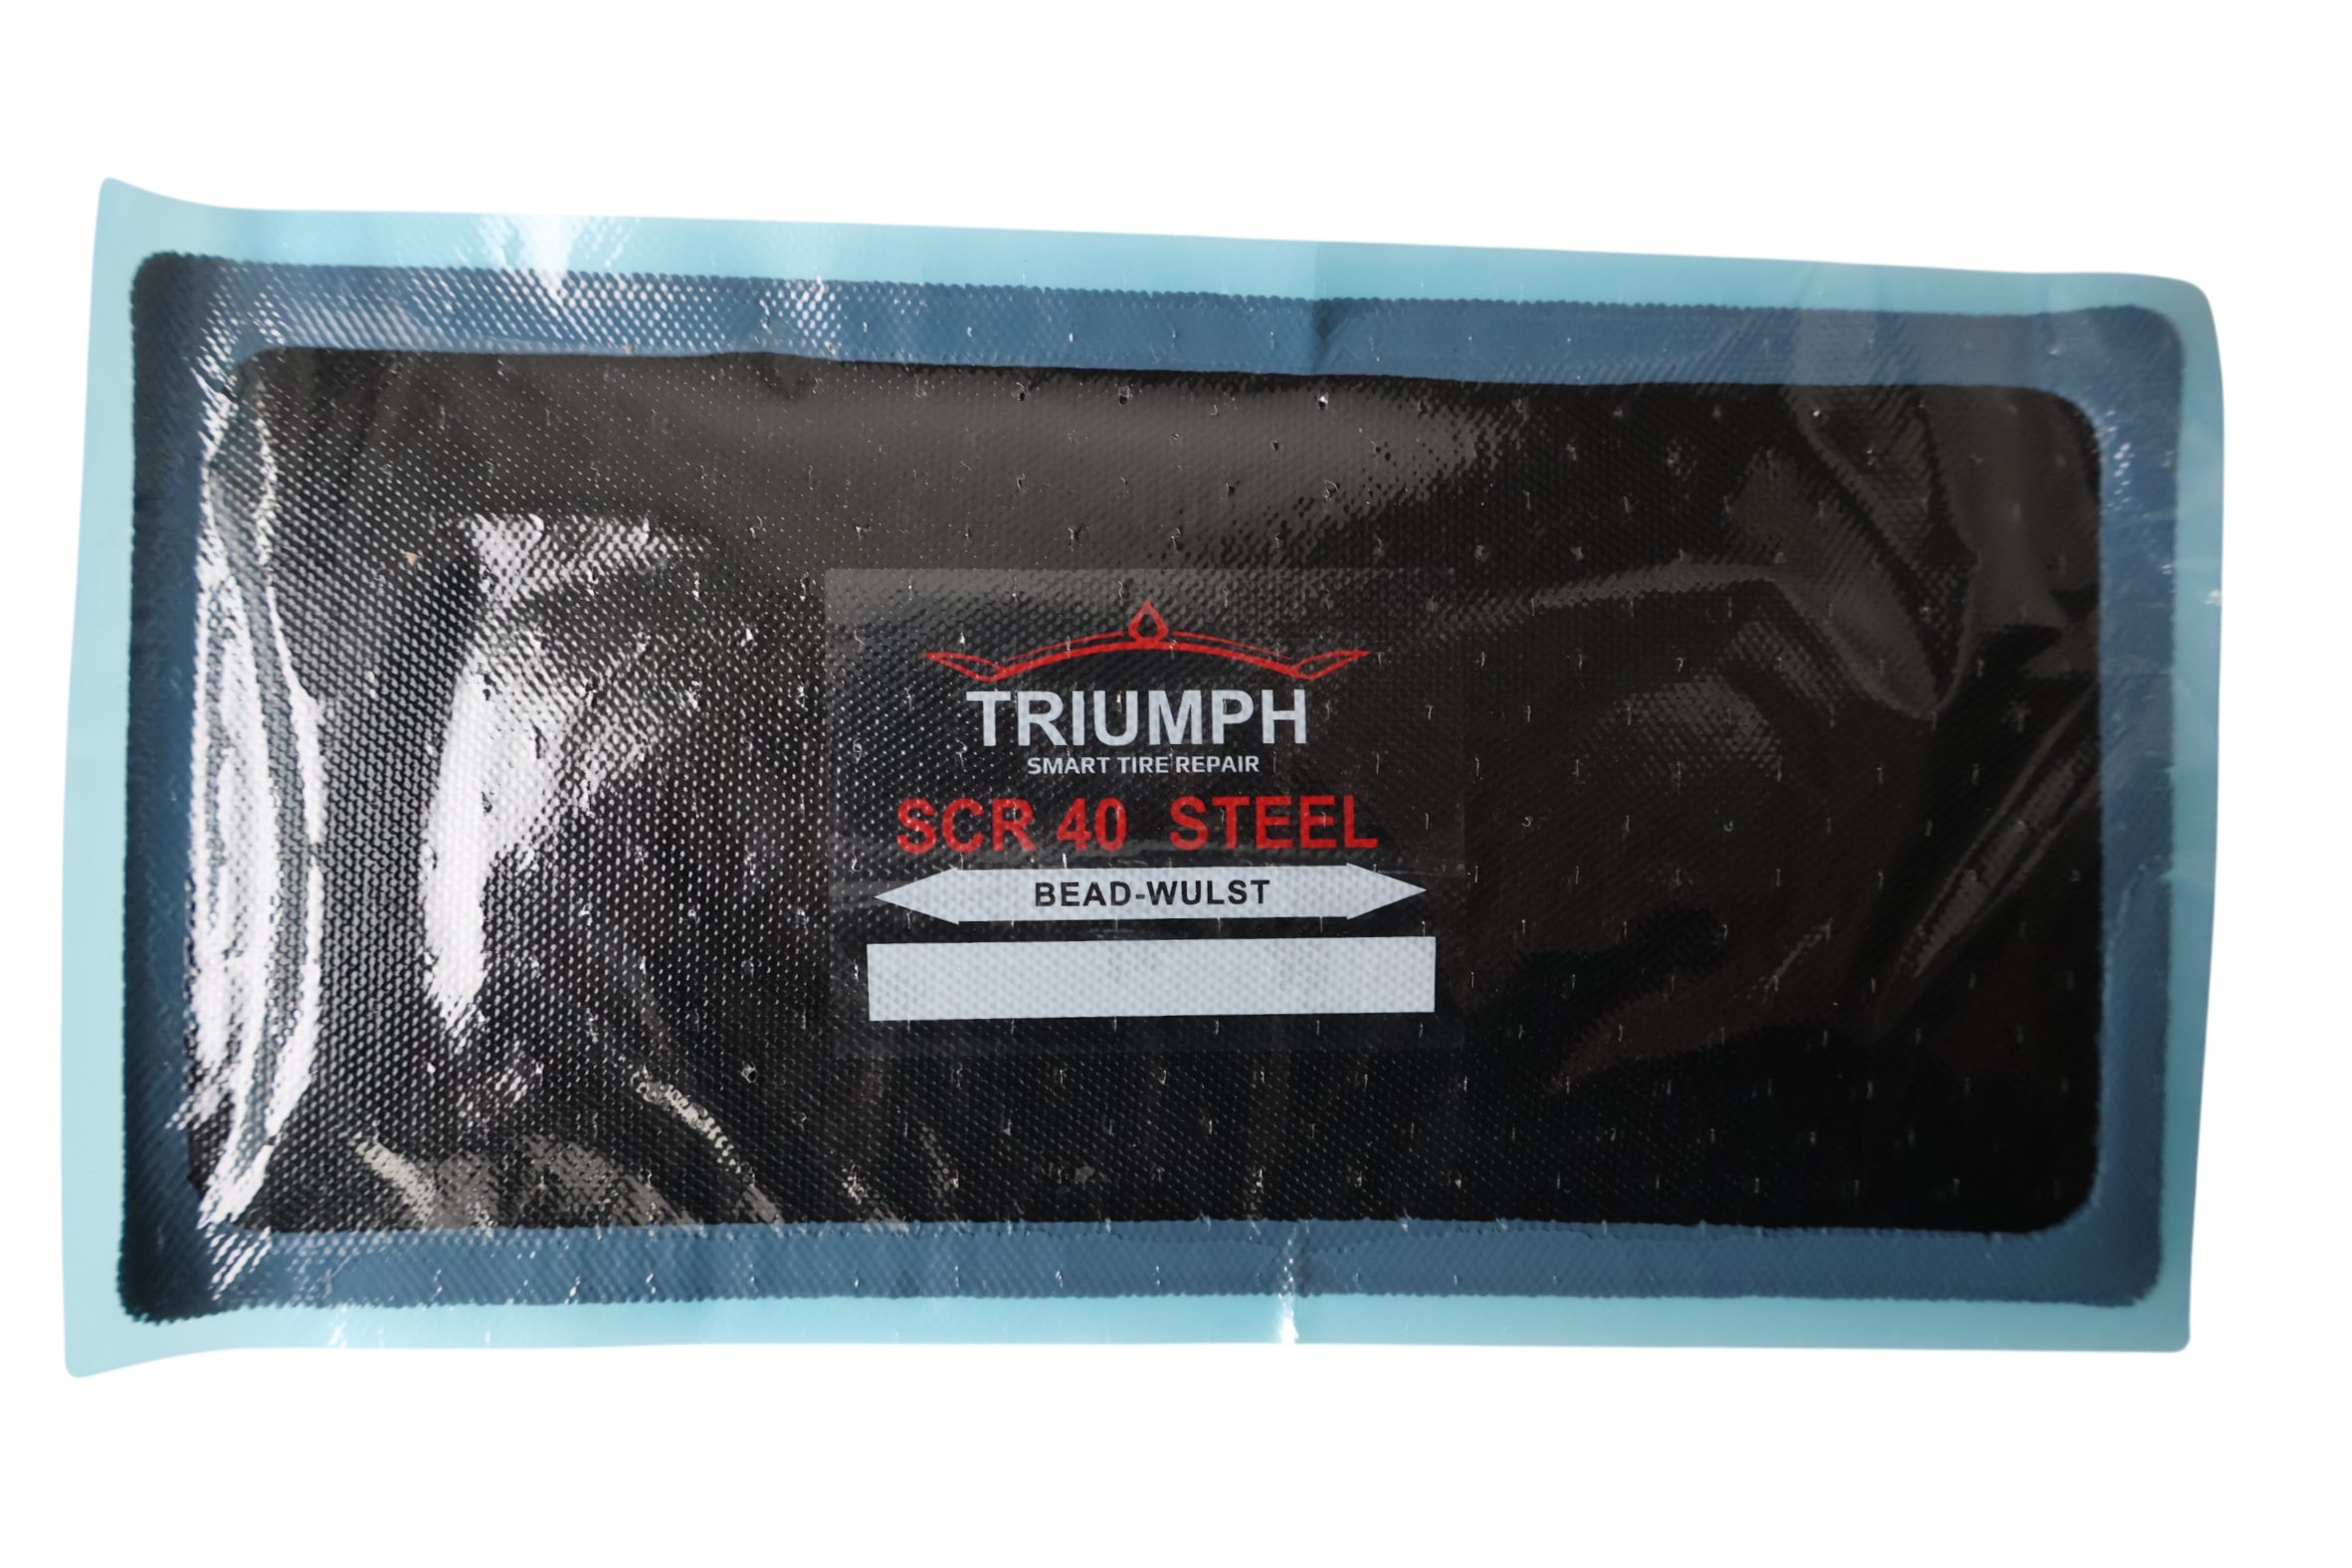 TRIUMPH
SMART TIRE REPAIR
SCR 40 STEEL
BEAD-WULST